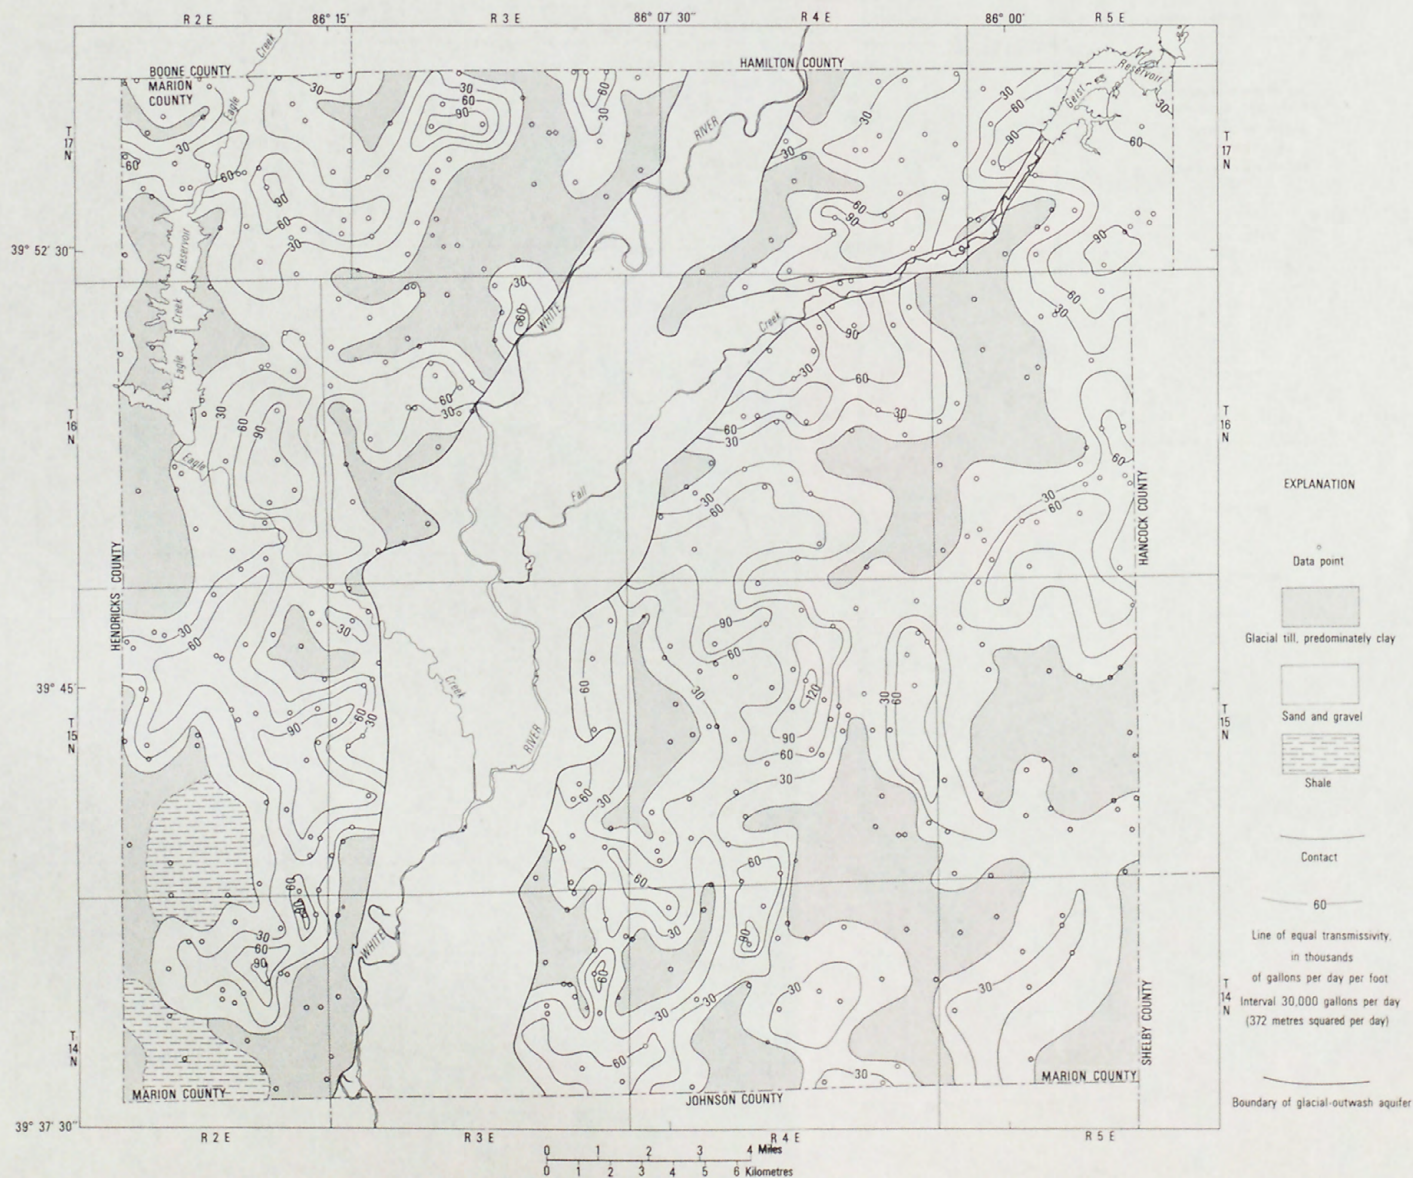 R 2 E 86° 15' R 3 E 86° 07' 30" R 4 E 86° 00' R 5 E
BOONE COUNTY
MARION
COUNTY
HAMILTON COUNTY
Creek
Eagle
RIVER
Geist
Reservoir
T
17
N
T
17
N
39° 52' 30"
Reservoir
Creek
Eagle
WHITE
Creek
Fall
T
16
N
T
16
N
Eagle
HENDRICKS COUNTY
HANCOCK COUNTY
39° 45'
T
15
N
T
15
N
Creek
RIVER
WHITE
T
14
N
T
14
N
SHELBY COUNTY
MARION COUNTY
JOHNSON COUNTY
MARION COUNTY
39° 37' 30"
R 2 E R 3 E R 4 E R 5 E
0 1 2 3 4 Miles
0 1 2 3 4 5 6 Kilometres
30
60
90
120
EXPLANATION
Data point
Glacial till, predominately clay
Sand and gravel
Shale
Contact
60
Line of equal transmissivity,
in thousands
of gallons per day per foot
Interval 30,000 gallons per day
(372 metres squared per day)
Boundary of glacial-outwash aquifer